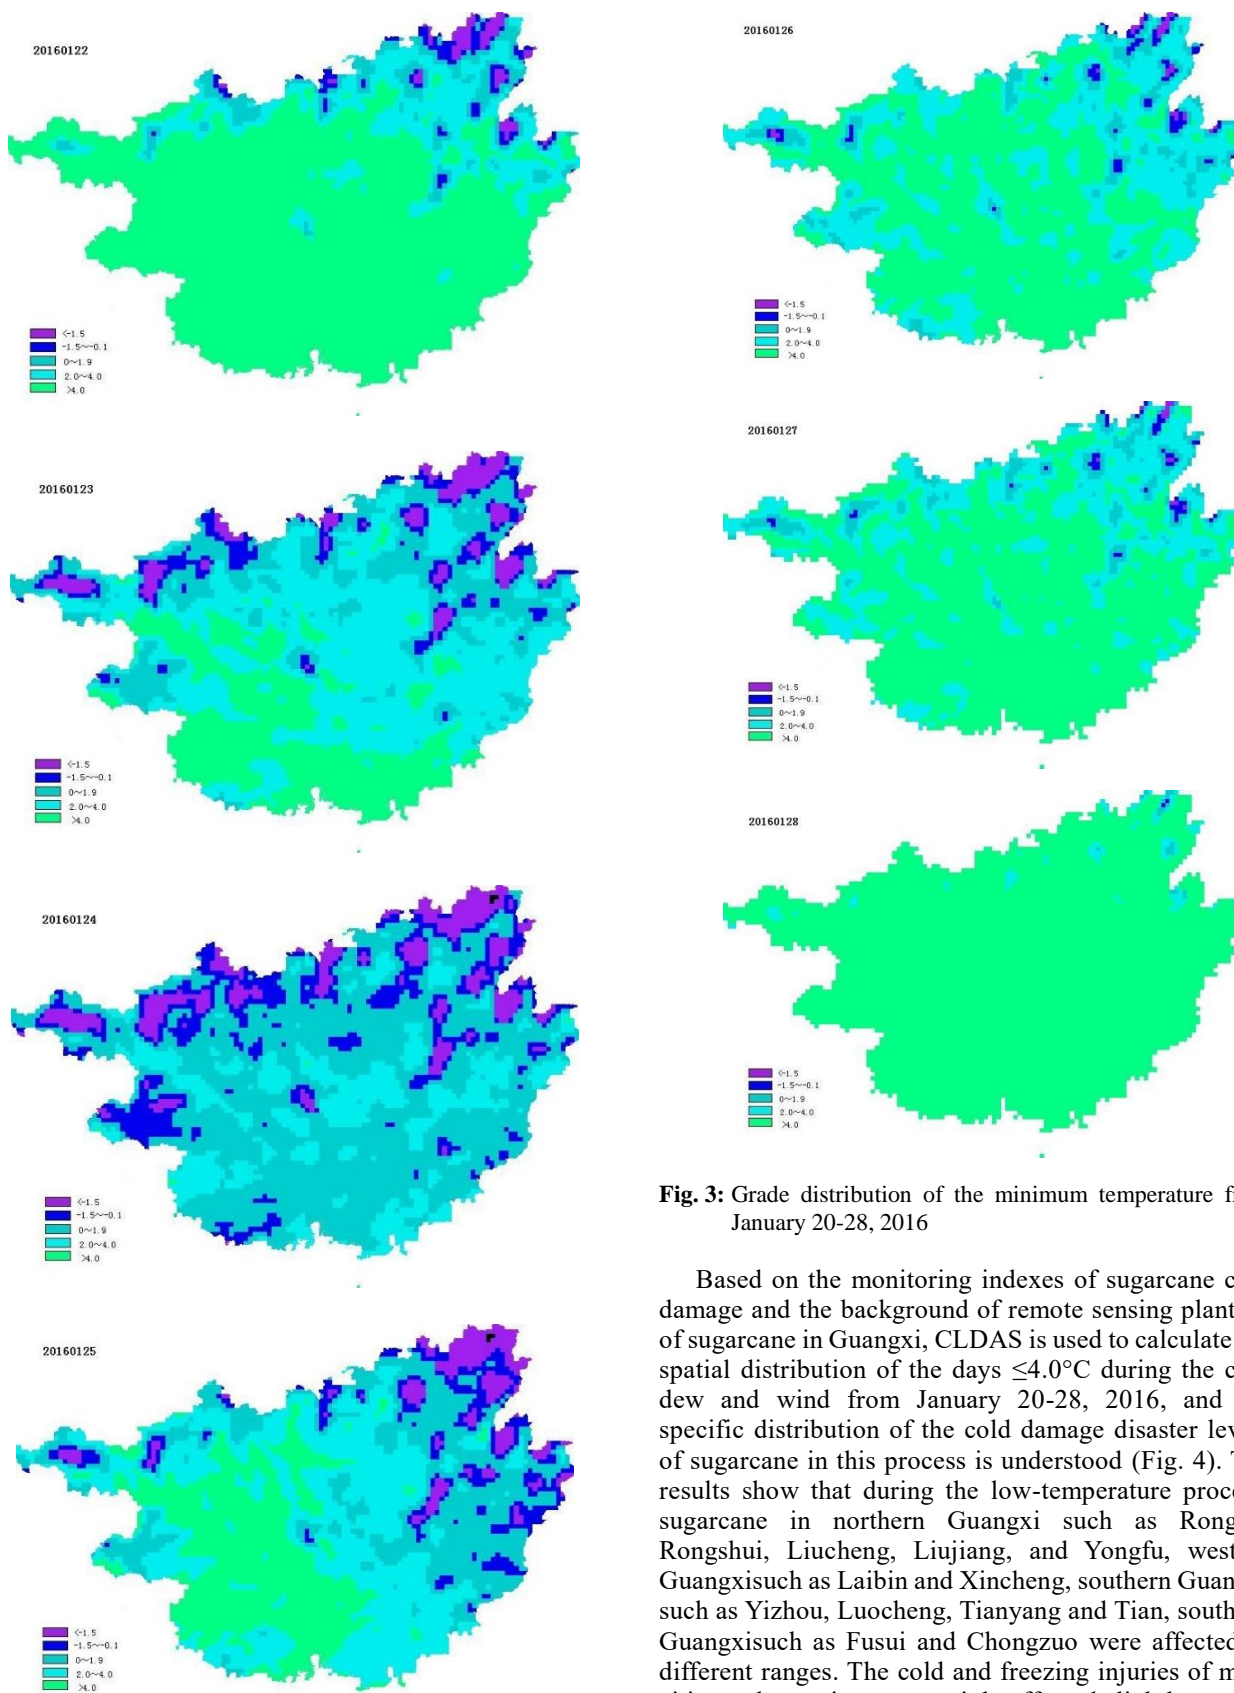 20160122
<-1.5
-1.5～-0.1
0～1.9
2.0～4.0
>4.0
20160123
<-1.5
-1.5～-0.1
0～1.9
2.0～4.0
>4.0
20160124
<-1.5
-1.5～-0.1
0～1.9
2.0～4.0
>4.0
20160125
<-1.5
-1.5～-0.1
0～1.9
2.0～4.0
>4.0
20160126
<-1.5
-1.5～-0.1
0～1.9
2.0～4.0
>4.0
20160127
<-1.5
-1.5～-0.1
0～1.9
2.0～4.0
>4.0
20160128
<-1.5
-1.5～-0.1
0～1.9
2.0～4.0
>4.0
Fig. 3: Grade distribution of the minimum temperature
January 20-28, 2016
Based on the monitoring indexes of sugarcane
damage and the background of remote sensing
of sugarcane in Guangxi, CLDAS is used to calculate
spatial distribution of the days ≤4.0°C during the
dew and wind from January 20-28, 2016, and
specific distribution of the cold damage disaster
of sugarcane in this process is understood (Fig. 4).
results show that during the low-temperature
sugarcane in northern Guangxi such as
Rongshui, Liucheng, Liujiang, and Yongfu,
Guangxisuch as Laibin and Xincheng, southern
such as Yizhou, Luocheng, Tianyang and Tian,
Guangxisuch as Fusui and Chongzuo were affected
different ranges. The cold and freezing injuries of